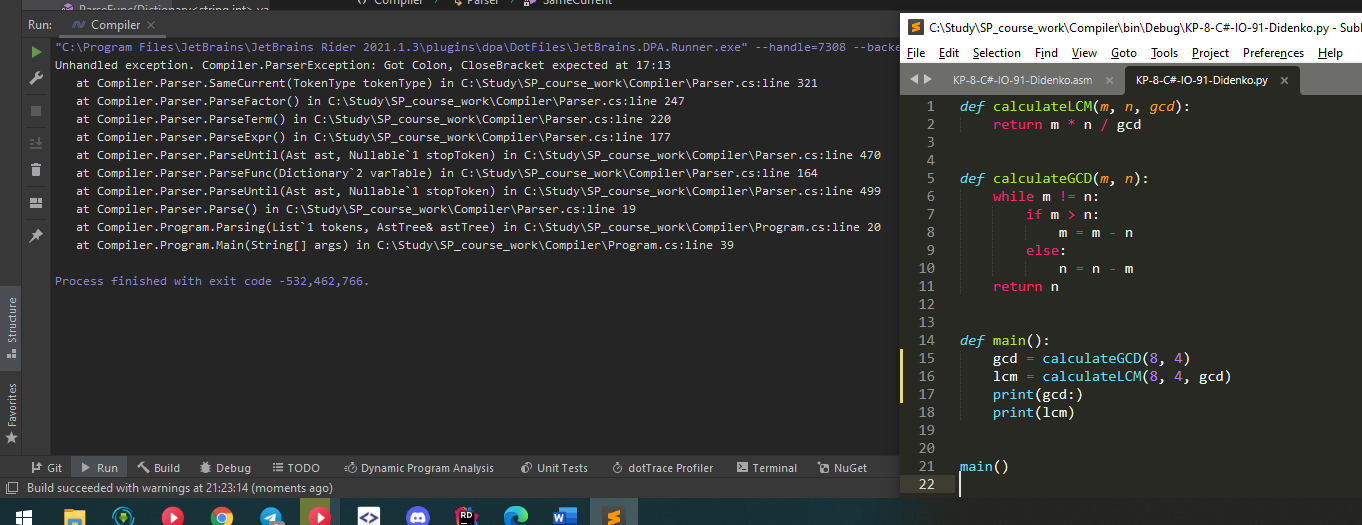 Compiler
Parser
SameCurrent
ParseFunc(Dictionary<string,int> va
Run:
Compiler
"C:\Program Files\JetBrains\JetBrains Rider 2021.1.3\plugins\dpa\DotFiles\JetBrains.DPA.Runner.exe" --handle=7308 --backe
Unhandled exception. Compiler.ParserException: Got Colon, CloseBracket expected at 17:13
at Compiler.Parser.SameCurrent(TokenType tokenType) in C:\Study\SP_course_work\Compiler\Parser.cs:line 321
at Compiler.Parser.ParseFactor() in C:\Study\SP_course_work\Compiler\Parser.cs:line 247
at Compiler.Parser.ParseTerm() in C:\Study\SP_course_work\Compiler\Parser.cs:line 220
at Compiler.Parser.ParseExpr() in C:\Study\SP_course_work\Compiler\Parser.cs:line 177
at Compiler.Parser.ParseUntil(Ast ast, Nullable`1 stopToken) in C:\Study\SP_course_work\Compiler\Parser.cs:line 470
at Compiler.Parser.ParseFunc(Dictionary`2 varTable) in C:\Study\SP_course_work\Compiler\Parser.cs:line 164
at Compiler.Parser.ParseUntil(Ast ast, Nullable`1 stopToken) in C:\Study\SP_course_work\Compiler\Parser.cs:line 499
at Compiler.Parser.Parse() in C:\Study\SP_course_work\Compiler\Parser.cs:line 19
at Compiler.Program.Parsing(List`1 tokens, AstTree& astTree) in C:\Study\SP_course_work\Compiler\Program.cs:line 20
at Compiler.Program.Main(String[] args) in C:\Study\SP_course_work\Compiler\Program.cs:line 39
Process finished with exit code -532,462,766.
Structure
Favorites
Git
Run
Build
Debug
TODO
Dynamic Program Analysis
Unit Tests
dotTrace Profiler
Terminal
NuGet
Build succeeded with warnings at 21:23:14 (moments ago)
C:\Study\SP_course_work\Compiler\bin\Debug\KP-8-C#-IO-91-Didenko.py - Subl
File Edit Selection Find View Goto Tools Project Preferences Help
KP-8-C#-IO-91-Didenko.asm
KP-8-C#-IO-91-Didenko.py
1 def calculateLCM(m, n, gcd):
2 return m * n / gcd
3
4
5 def calculateGCD(m, n):
6 while m != n:
7 if m > n:
8 m = m - n
9 else:
10 n = n - m
11 return n
12
13
14 def main():
15 gcd = calculateGCD(8, 4)
16 lcm = calculateLCM(8, 4, gcd)
17 print(gcd:)
18 print(lcm)
19
20
21 main()
22
RD
W